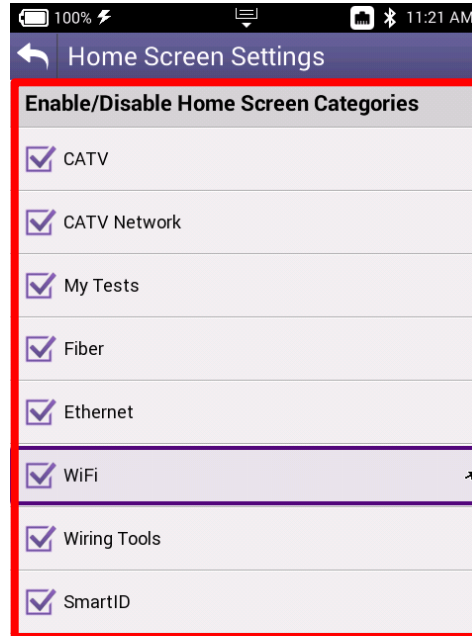 100% 11:21 AM
Home Screen Settings
Enable/Disable Home Screen Categories
CATV
CATV Network
My Tests
Fiber
Ethernet
WiFi
Wiring Tools
SmartID